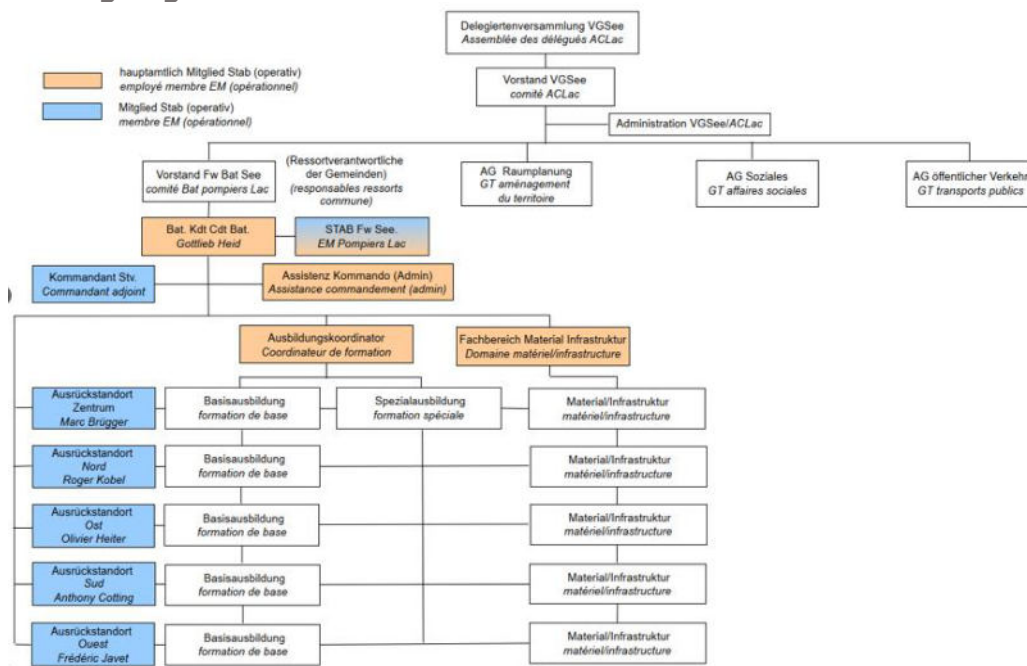 Delegiertenversammlung VGSee
Assemblée des délégués ACLac
hauptamtlich Mitglied Stab (operativ)
employé membre EM (opérationnel)
Vorstand VGSee
comité ACLac
Mitglied Stab (operativ)
membre EM (opérationnel)
Administration VGSee/ACLac
Vorstand Fw Bat See
comité Bat pompiers Lac
(Ressortverantwortliche
der Gemeinden)
(responsables ressorts
commune)
AG Raumplanung
GT aménagement
du territoire
AG Soziales
GT affaires sociales
AG öffentlicher Verkehr
GT transports publics
Bat. Kdt Cdt Bat.
Gottlieb Heid
STAB Fw See.
EM Pompiers Lac
Kommandant Stv.
Commandant adjoint
Assistenz Kommando (Admin)
Assistance commandement (admin)
Ausbildungskoordinator
Coordinateur de formation
Fachbereich Material Infrastruktur
Domaine matériel/infrastructure
Ausrückstandort
Zentrum
Marc Brügger
Basisausbildung
formation de base
Spezialausbildung
formation spéciale
Material/Infrastruktur
matériel/infrastructure
Ausrückstandort
Nord
Roger Kobel
Basisausbildung
formation de base
Material/Infrastruktur
matériel/infrastructure
Ausrückstandort
Ost
Olivier Heiter
Basisausbildung
formation de base
Material/Infrastruktur
matériel/infrastructure
Ausrückstandort
Sud
Anthony Cotting
Basisausbildung
formation de base
Material/Infrastruktur
matériel/infrastructure
Ausrückstandort
Ouest
Frédéric Javet
Basisausbildung
formation de base
Material/Infrastruktur
matériel/infrastructure